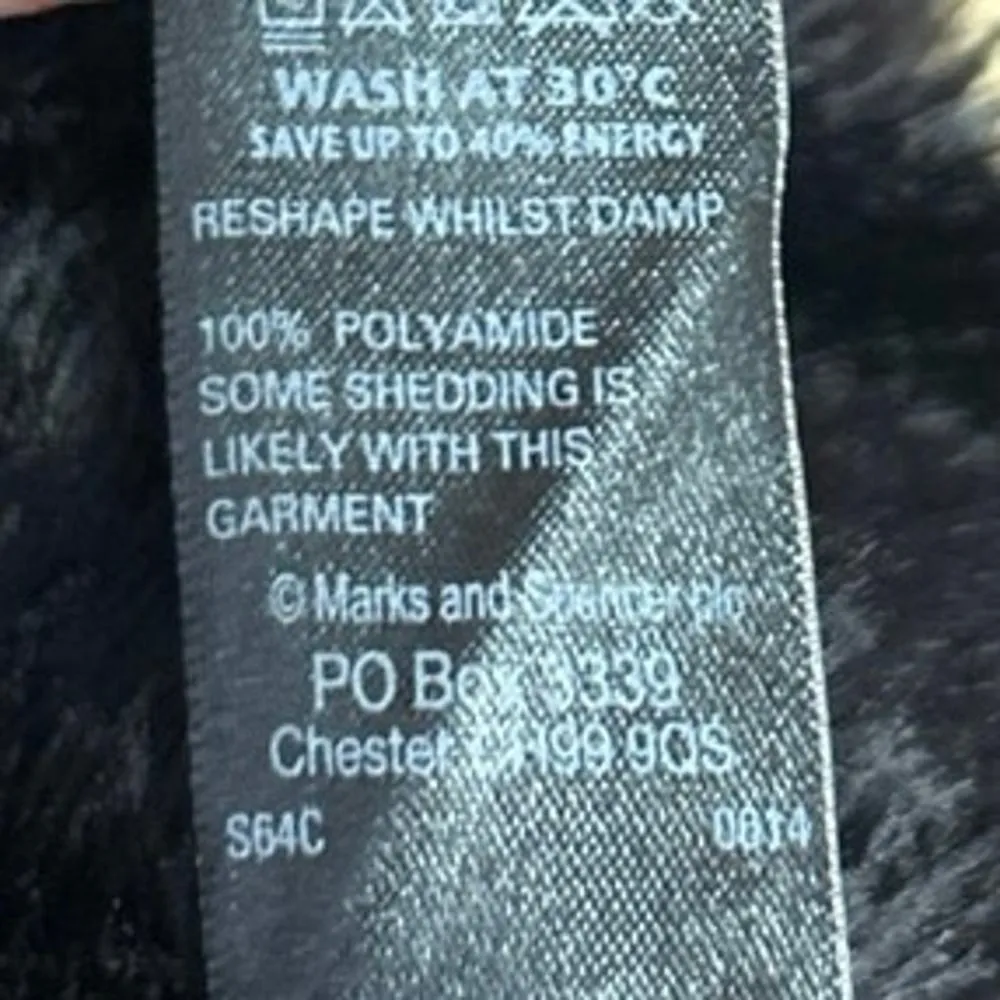 WASH AT 30°C
SAVE UP TO 40% ENERGY
RESHAPE WHILST DAMP
100% POLYAMIDE
SOME SHEDDING IS
LIKELY WITH THIS
GARMENT
© Marks and Spencer plc
PO Box 3339
Chester CH99 9QS
S64C 0814